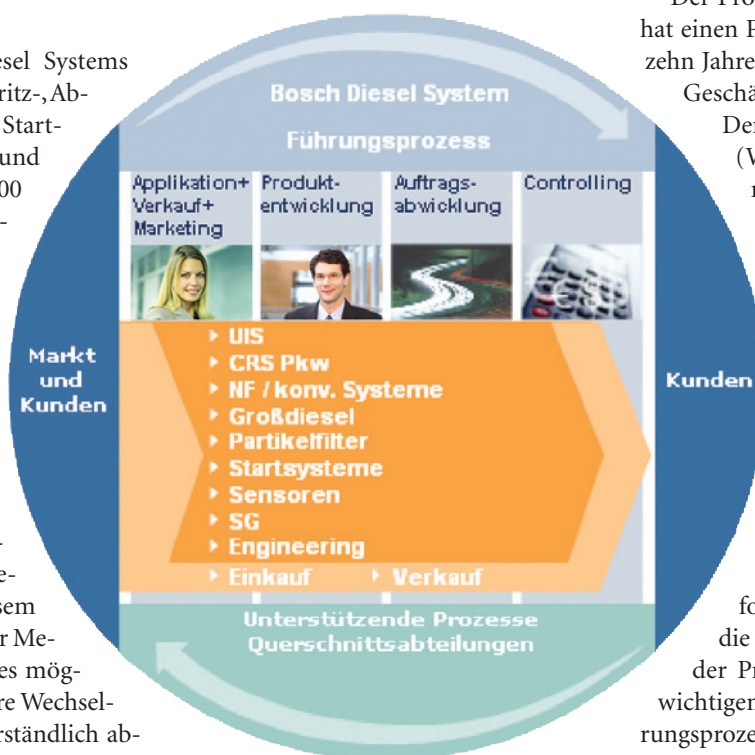 esel Systems
ritz-, Ab-
Start-
und
00
-
Der Pro
hat einen P
zehn Jahre
Geschä
Der
(V
Bosch Diesel System
Führungsprozess
Applikation+
Verkauf+
Marketing
Produkt-
entwicklung
Auftrags-
abwicklung
Controlling
Markt
und
Kunden
UIS
CRS Pkw
NF / konv. Systeme
Großdiesel
Partikelfilter
Startsysteme
Sensoren
SG
Engineering
Einkauf
Verkauf
Kunden
Unterstützende Prozesse
Querschnittsabteilungen
-
e-
sem
r Me-
es mög-
re Wechsel-
rständlich ab-
fo
die
der Pr
wichtigen
rungsproze